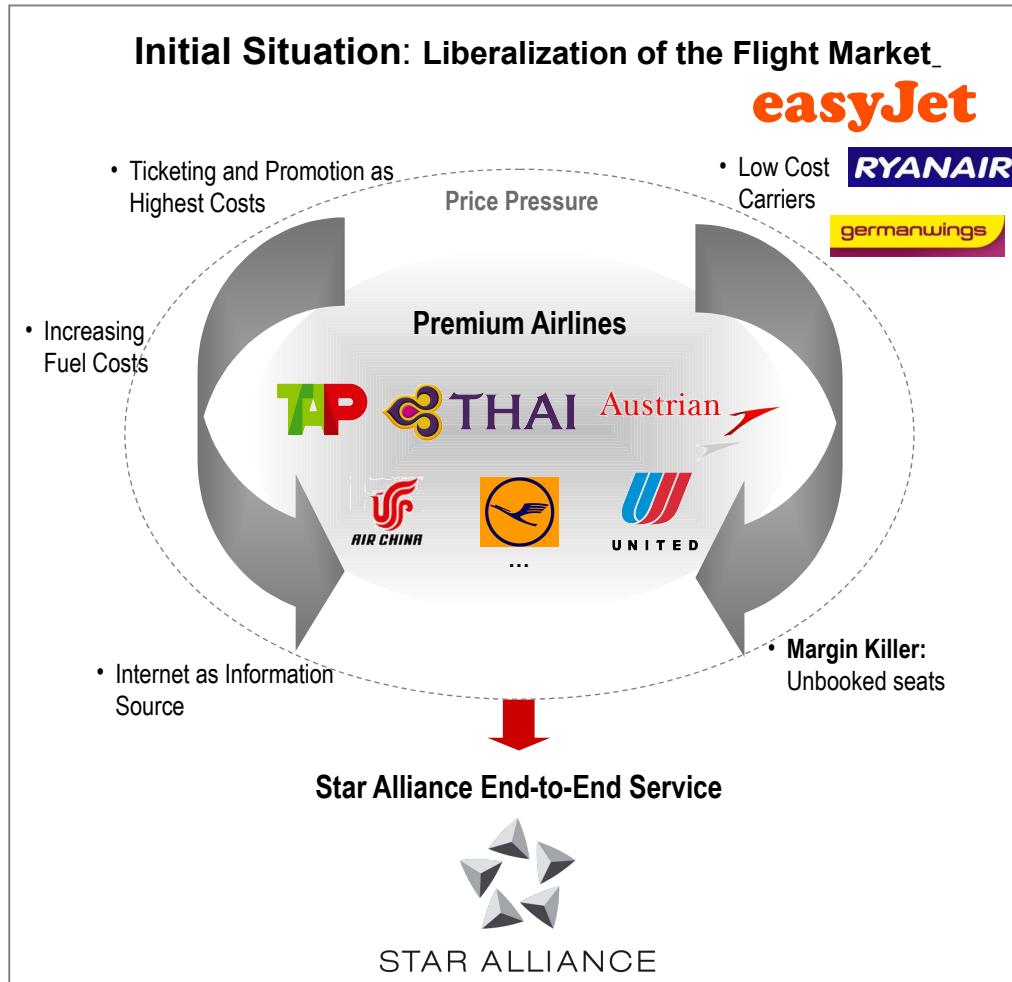 Initial Situation: Liberalization of the Flight Market_
easyJet
• Ticketing and Promotion as
Highest Costs
• Low Cost
Carriers
RYANAIR
germanwings
Price Pressure
• Increasing
Fuel Costs
Premium Airlines
TAP
THAI
Austrian
AIR CHINA
UNITED
...
• Internet as Information
Source
• Margin Killer:
Unbooked seats
Star Alliance End-to-End Service
STAR ALLIANCE